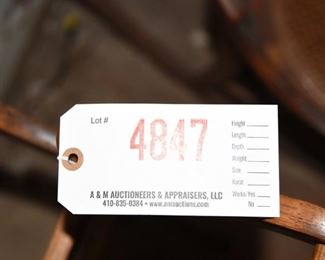 Lot #
4847
Height
Length
Depth
Weight
Size
Karat
Works: Yes
No
A & M AUCTIONEERS & APPRAISERS, LLC
410-835-0384 • www.amauctions.com